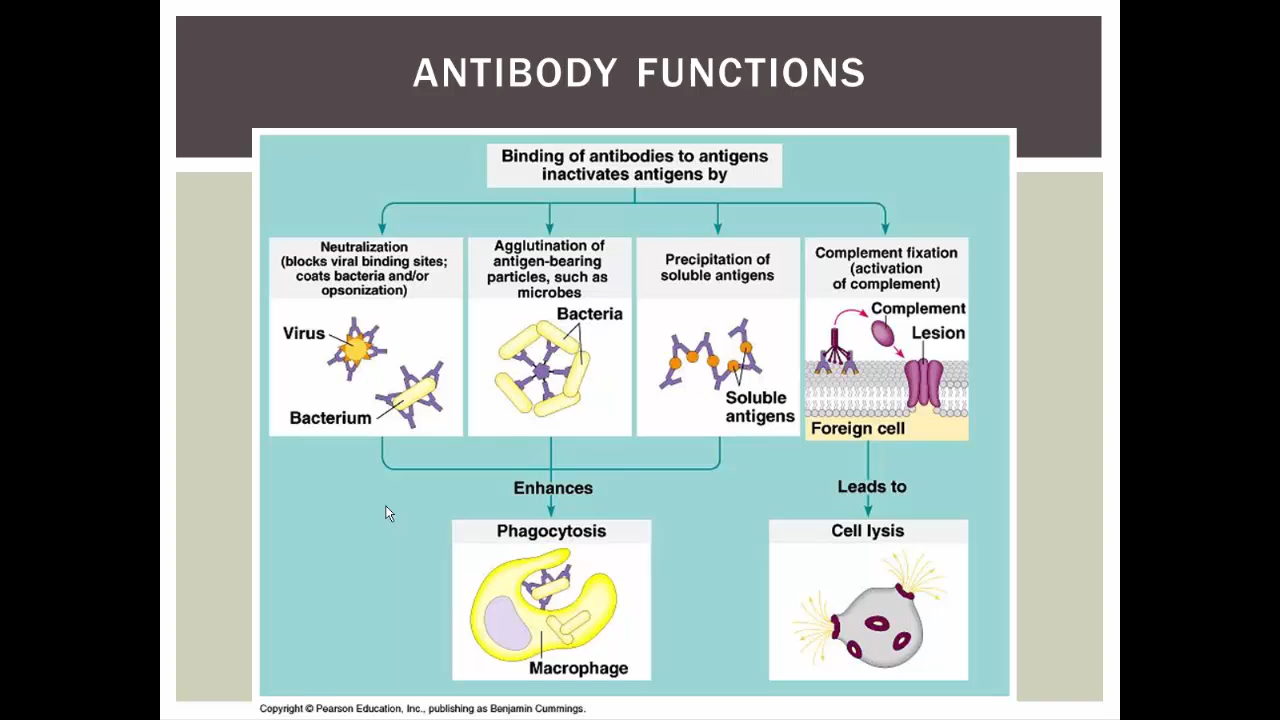 ANTIBODY FUNCTIONS
Binding of antibodies to antigens
inactivates antigens by
Neutralization
(blocks viral binding sites;
coats bacteria and/or
opsonization)
Agglutination of
antigen-bearing
particles, such as
microbes
Precipitation of
soluble antigens
Complement fixation
(activation
of complement)
Virus
Bacterium
Bacteria
Soluble
antigens
Complement
Lesion
Foreign cell
Enhances
Leads to
Phagocytosis
Macrophage
Cell lysis
Copyright © Pearson Education, Inc., publishing as Benjamin Cummings.